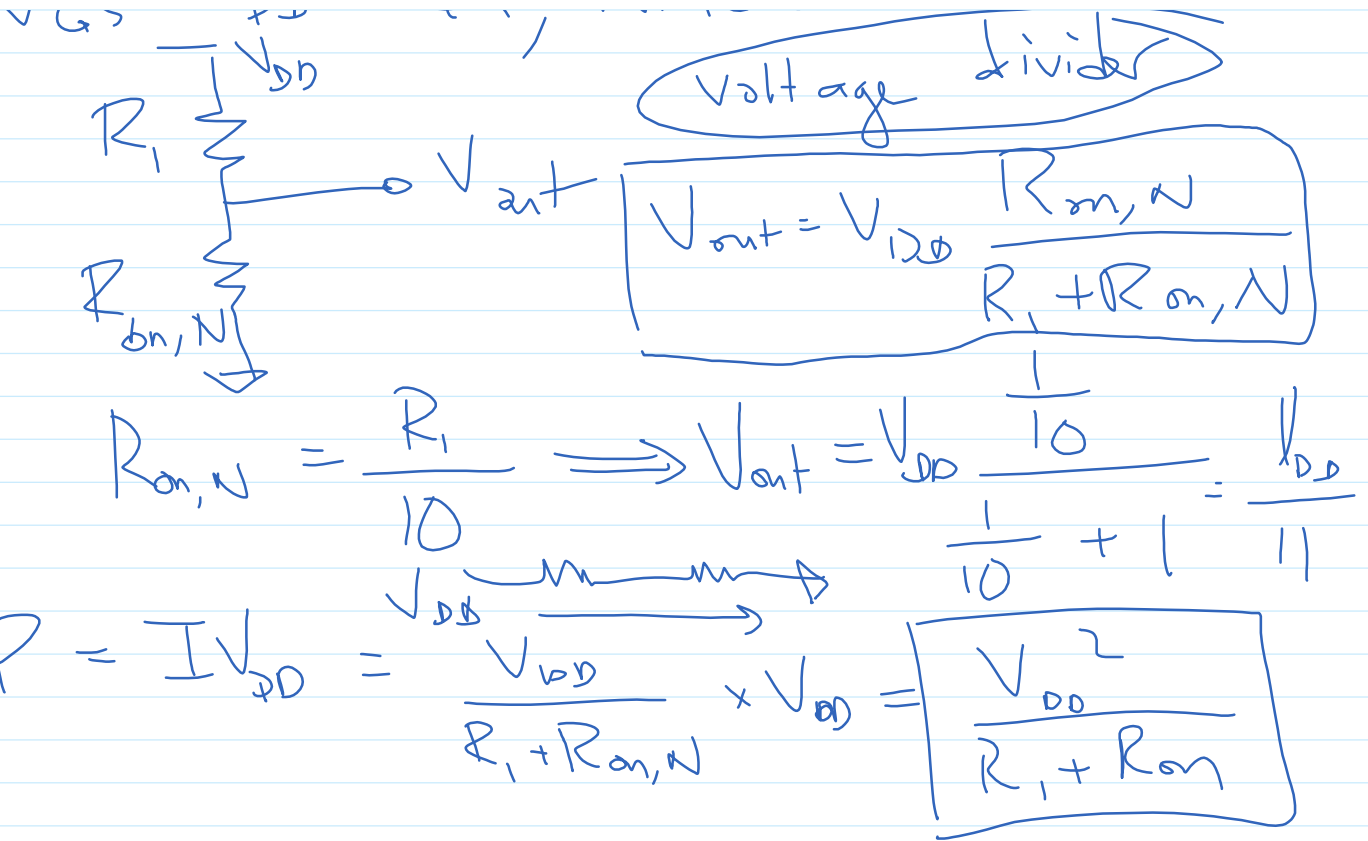 V_DD
Voltage divider
R_1
V_out
V_out = V_DD R_on,N / (R_1 + R_on,N)
R_on,N
R_on,N = R_1 / 10 ⟹ V_out = V_DD (1/10) / (1/10 + 1) = V_DD / 11
V_DD
P = I V_DD = V_DD / (R_1 + R_on,N) × V_DD = V_DD^2 / (R_1 + R_on)